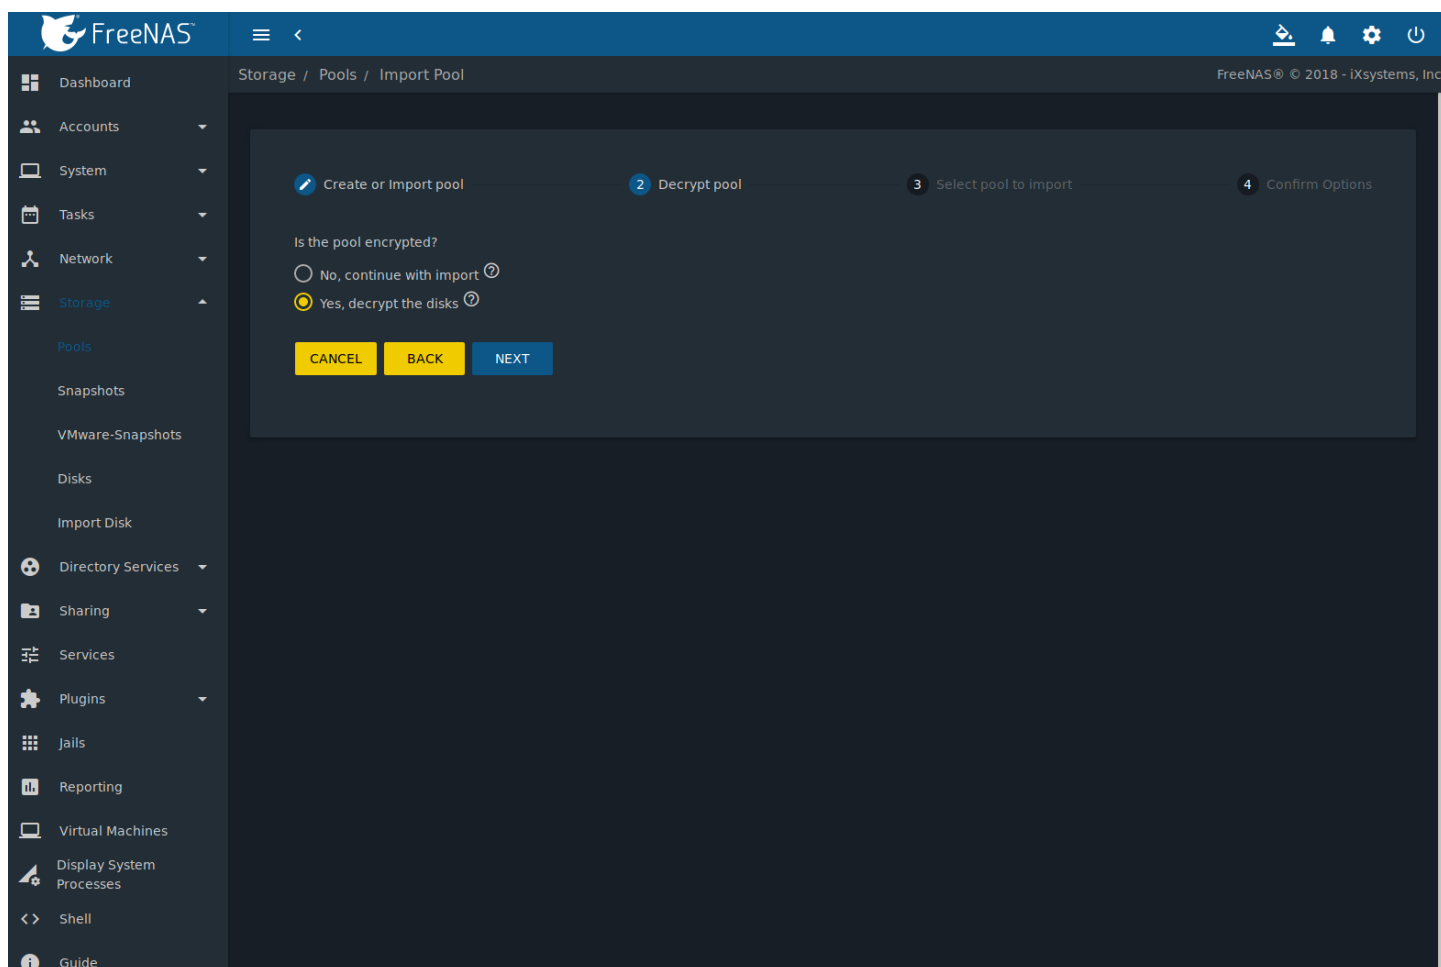 FreeNAS™
Storage / Pools / Import Pool
FreeNAS® © 2018 - iXsystems, Inc
Dashboard
Accounts
System
Tasks
Network
Storage
Pools
Snapshots
VMware-Snapshots
Disks
Import Disk
Directory Services
Sharing
Services
Plugins
Jails
Reporting
Virtual Machines
Display System
Processes
Shell
Guide
Create or Import pool
2 Decrypt pool
3 Select pool to import
4 Confirm Options
Is the pool encrypted?
No, continue with import ?
Yes, decrypt the disks ?
CANCEL
BACK
NEXT